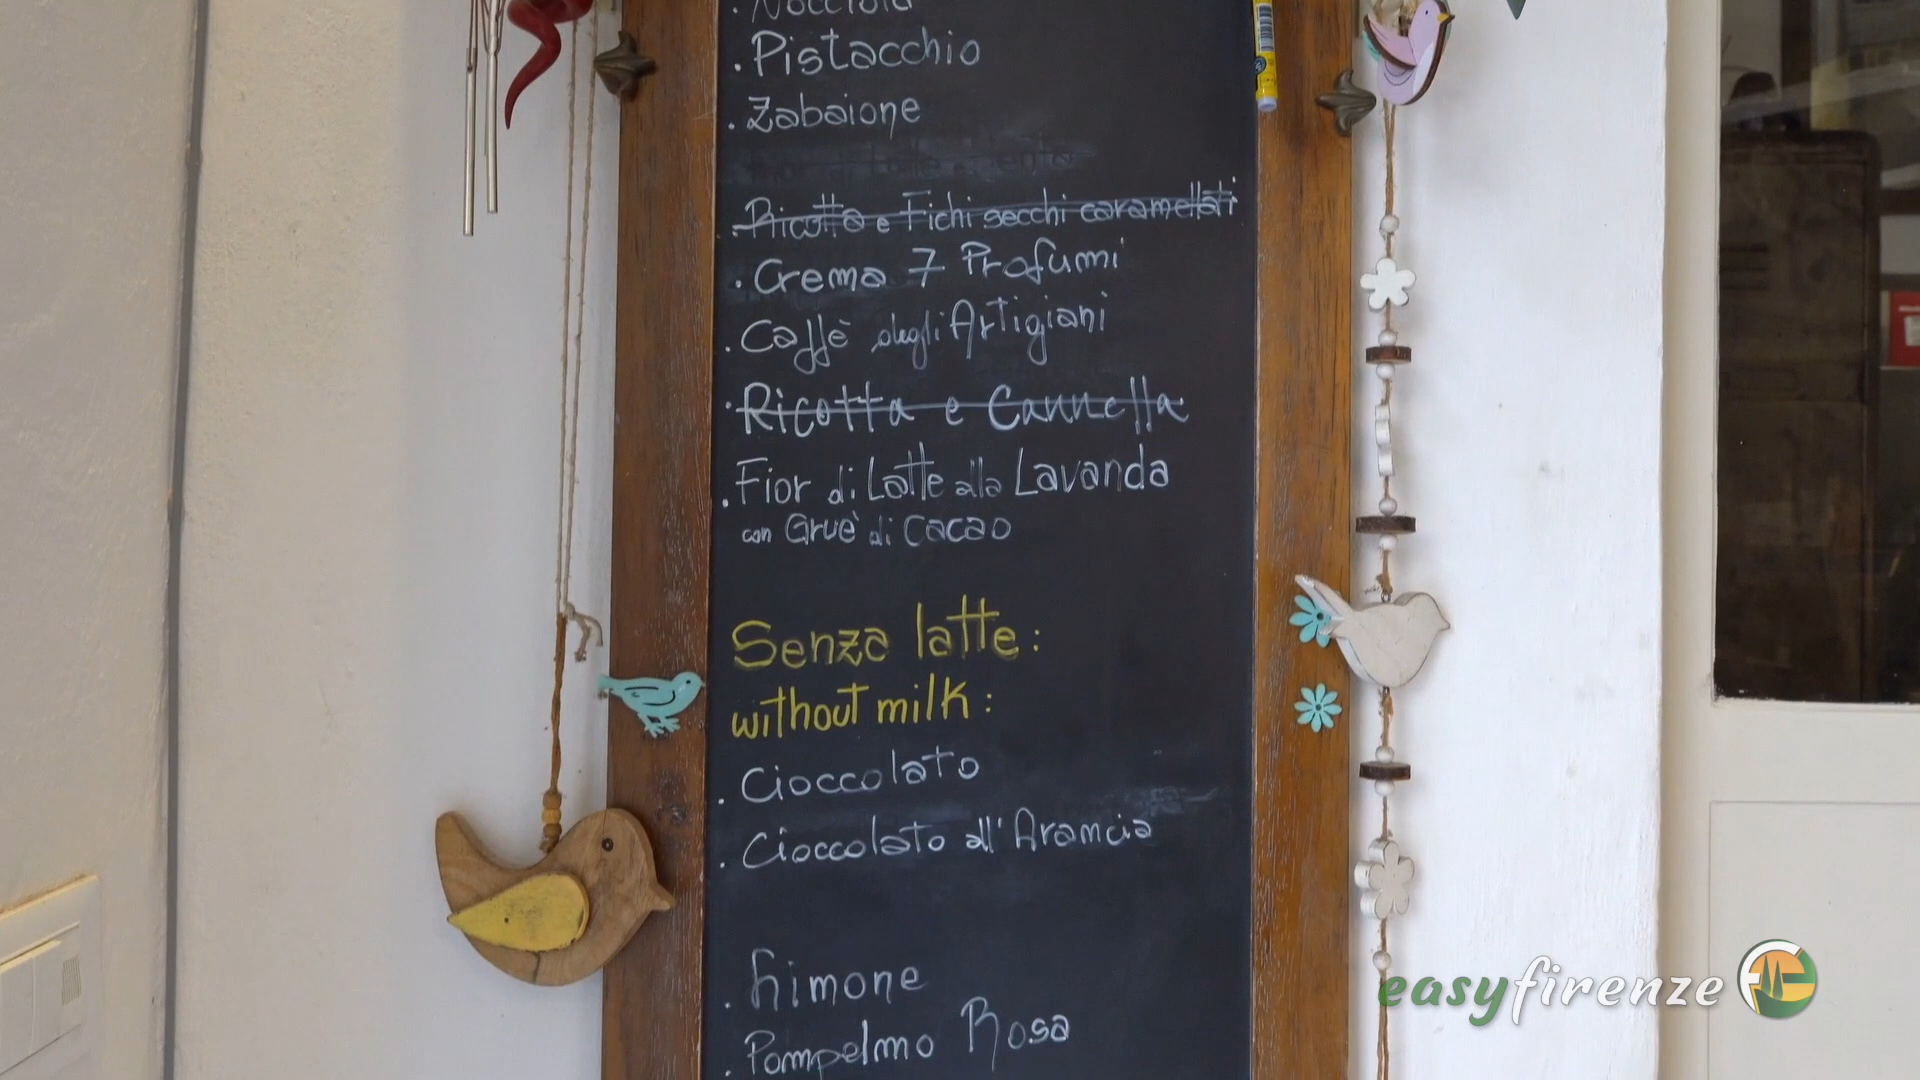 . Nocciola
. Pistacchio
. Zabaione
. Ricotta e Fichi secchi caramellati
. Crema 7 Profumi
. Caffè degli Artigiani
. Ricotta e Cannella
. Fior di Latte alla Lavanda
con Gruè di Cacao
Senza latte:
without milk:
. Cioccolato
. Cioccolato all'Arancia
. Limone
. Pompelmo Rosa
easyfirenze